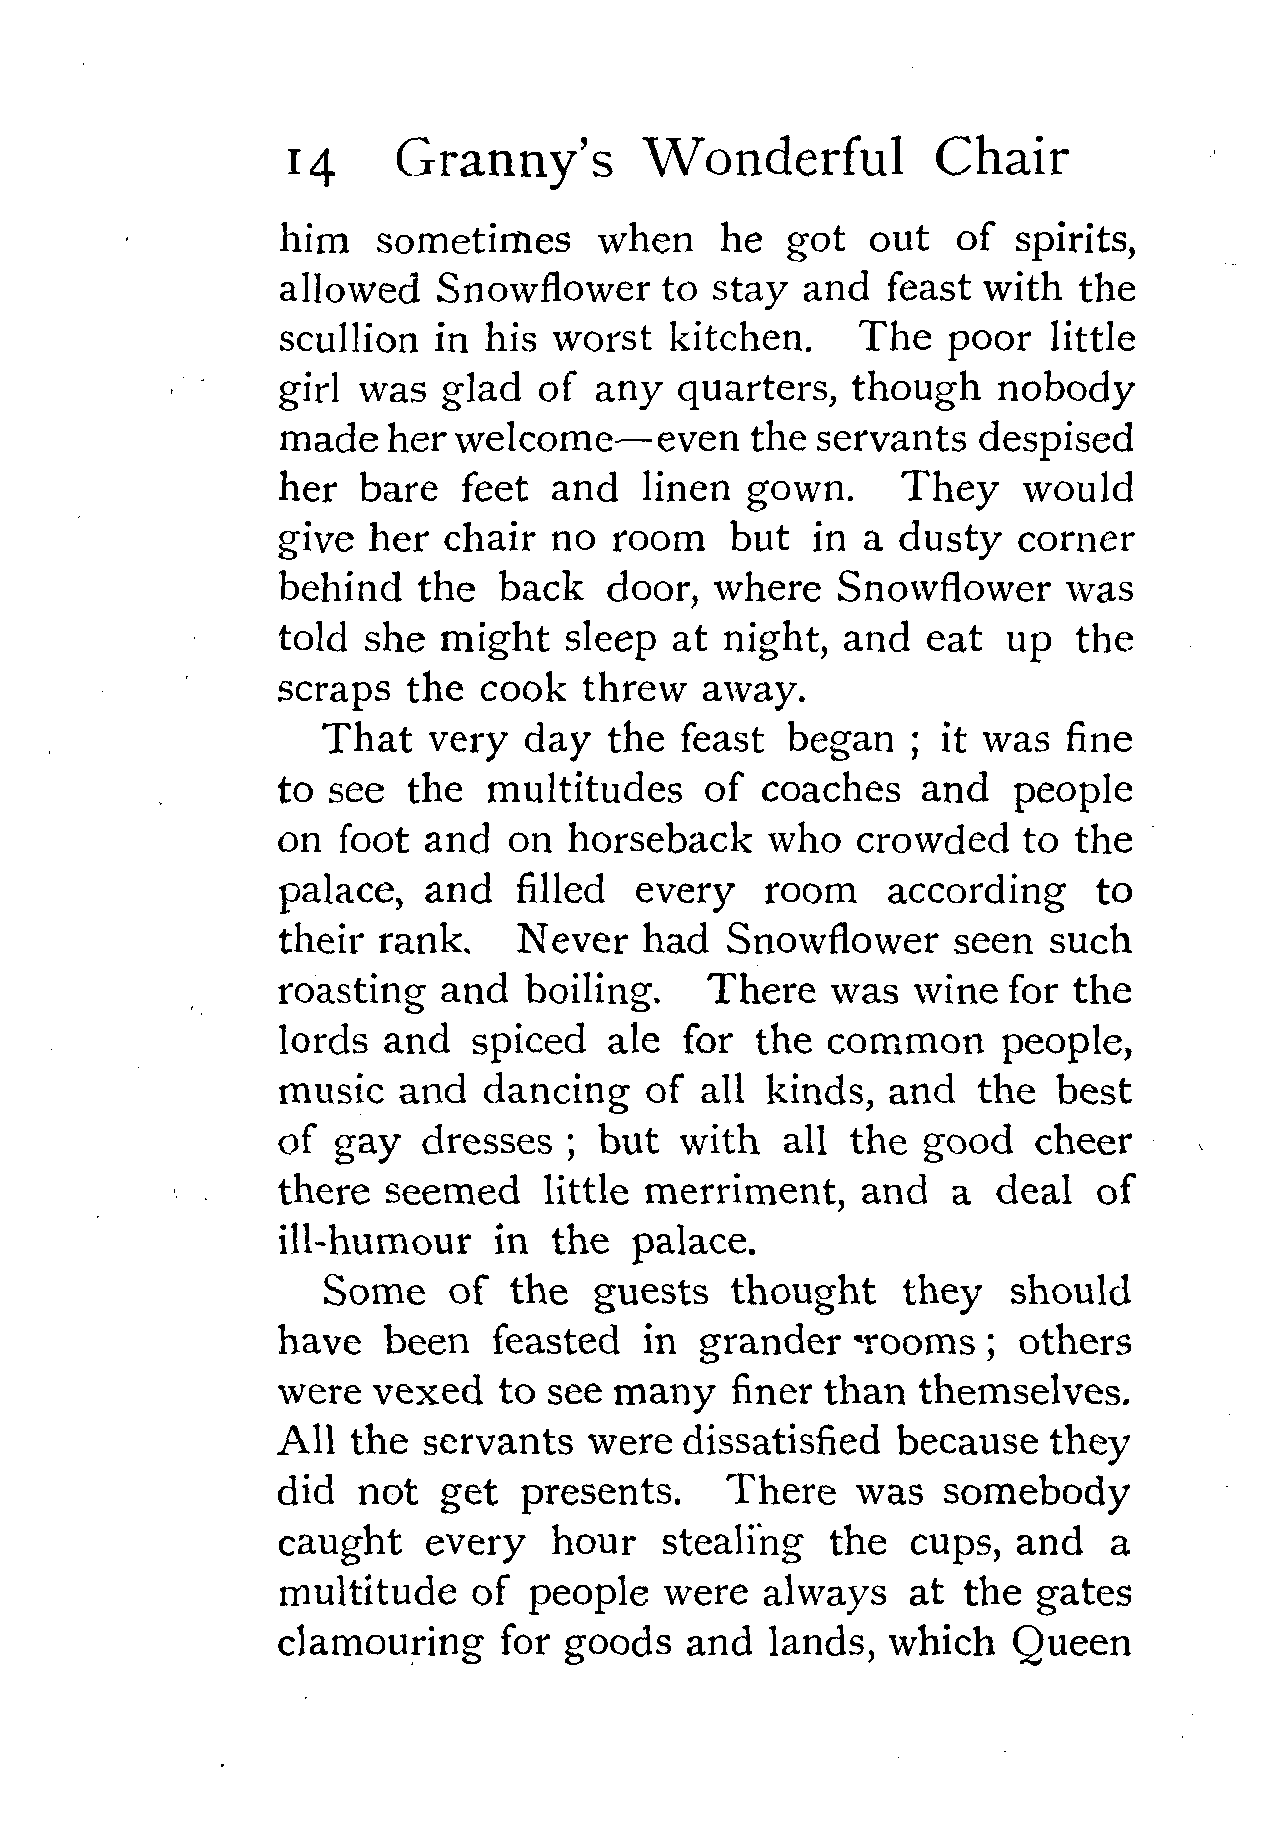 14 Granny's Wonderful Chair
him sometimes when he got out of spirits,
allowed Snowflower to stay and feast with the
scullion in his worst kitchen. The poor little
girl was glad of any quarters, though nobody
made her welcome—even the servants despised
her bare feet and linen gown. They would
give her chair no room but in a dusty corner
behind the back door, where Snowflower was
told she might sleep at night, and eat up the
scraps the cook threw away.
That very day the feast began ; it was fine
to see the multitudes of coaches and people
on foot and on horseback who crowded to the
palace, and filled every room according to
their rank. Never had Snowflower seen such
roasting and boiling. There was wine for the
lords and spiced ale for the common people,
music and dancing of all kinds, and the best
of gay dresses ; but with all the good cheer
there seemed little merriment, and a deal of
ill-humour in the palace.
Some of the guests thought they should
have been feasted in grander rooms ; others
were vexed to see many finer than themselves.
All the servants were dissatisfied because they
did not get presents. There was somebody
caught every hour stealing the cups, and a
multitude of people were always at the gates
clamouring for goods and lands, which Queen